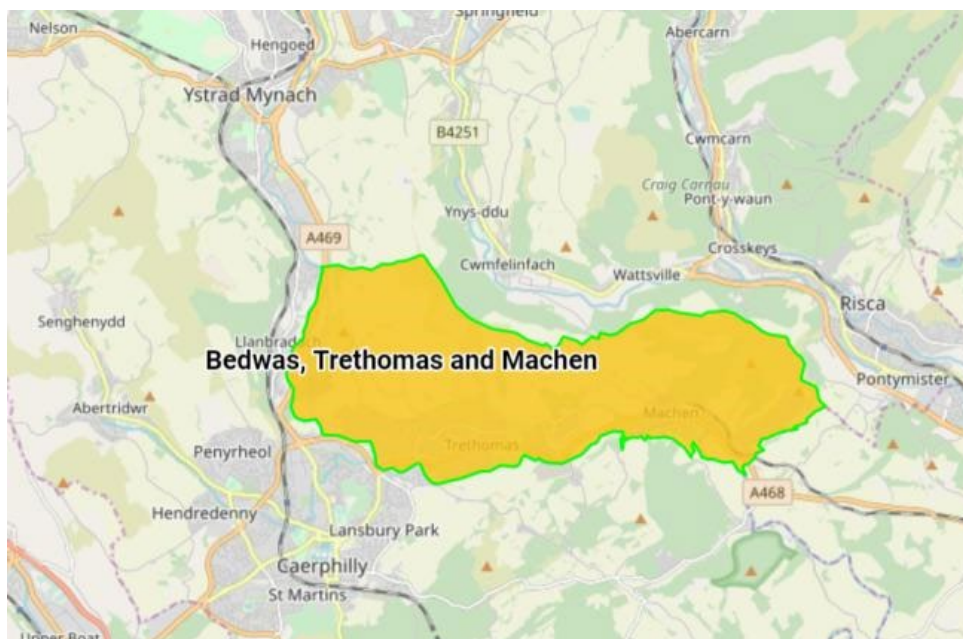 Springfield
Nelson
Hengoed
Abercarn
Ystrad Mynach
B4251
Cwmcarn
Craig Carnau
Pont-y-waun
Ynys-ddu
A469
Crosskeys
Cwmfelinfach
Wattsville
Risca
Senghenydd
Bedwas, Trethomas and Machen
Pontymister
Abertridwr
Machen
Trethomas
Penyrheol
A468
Hendredenny
Lansbury Park
Caerphilly
St Martins
Upper Boat